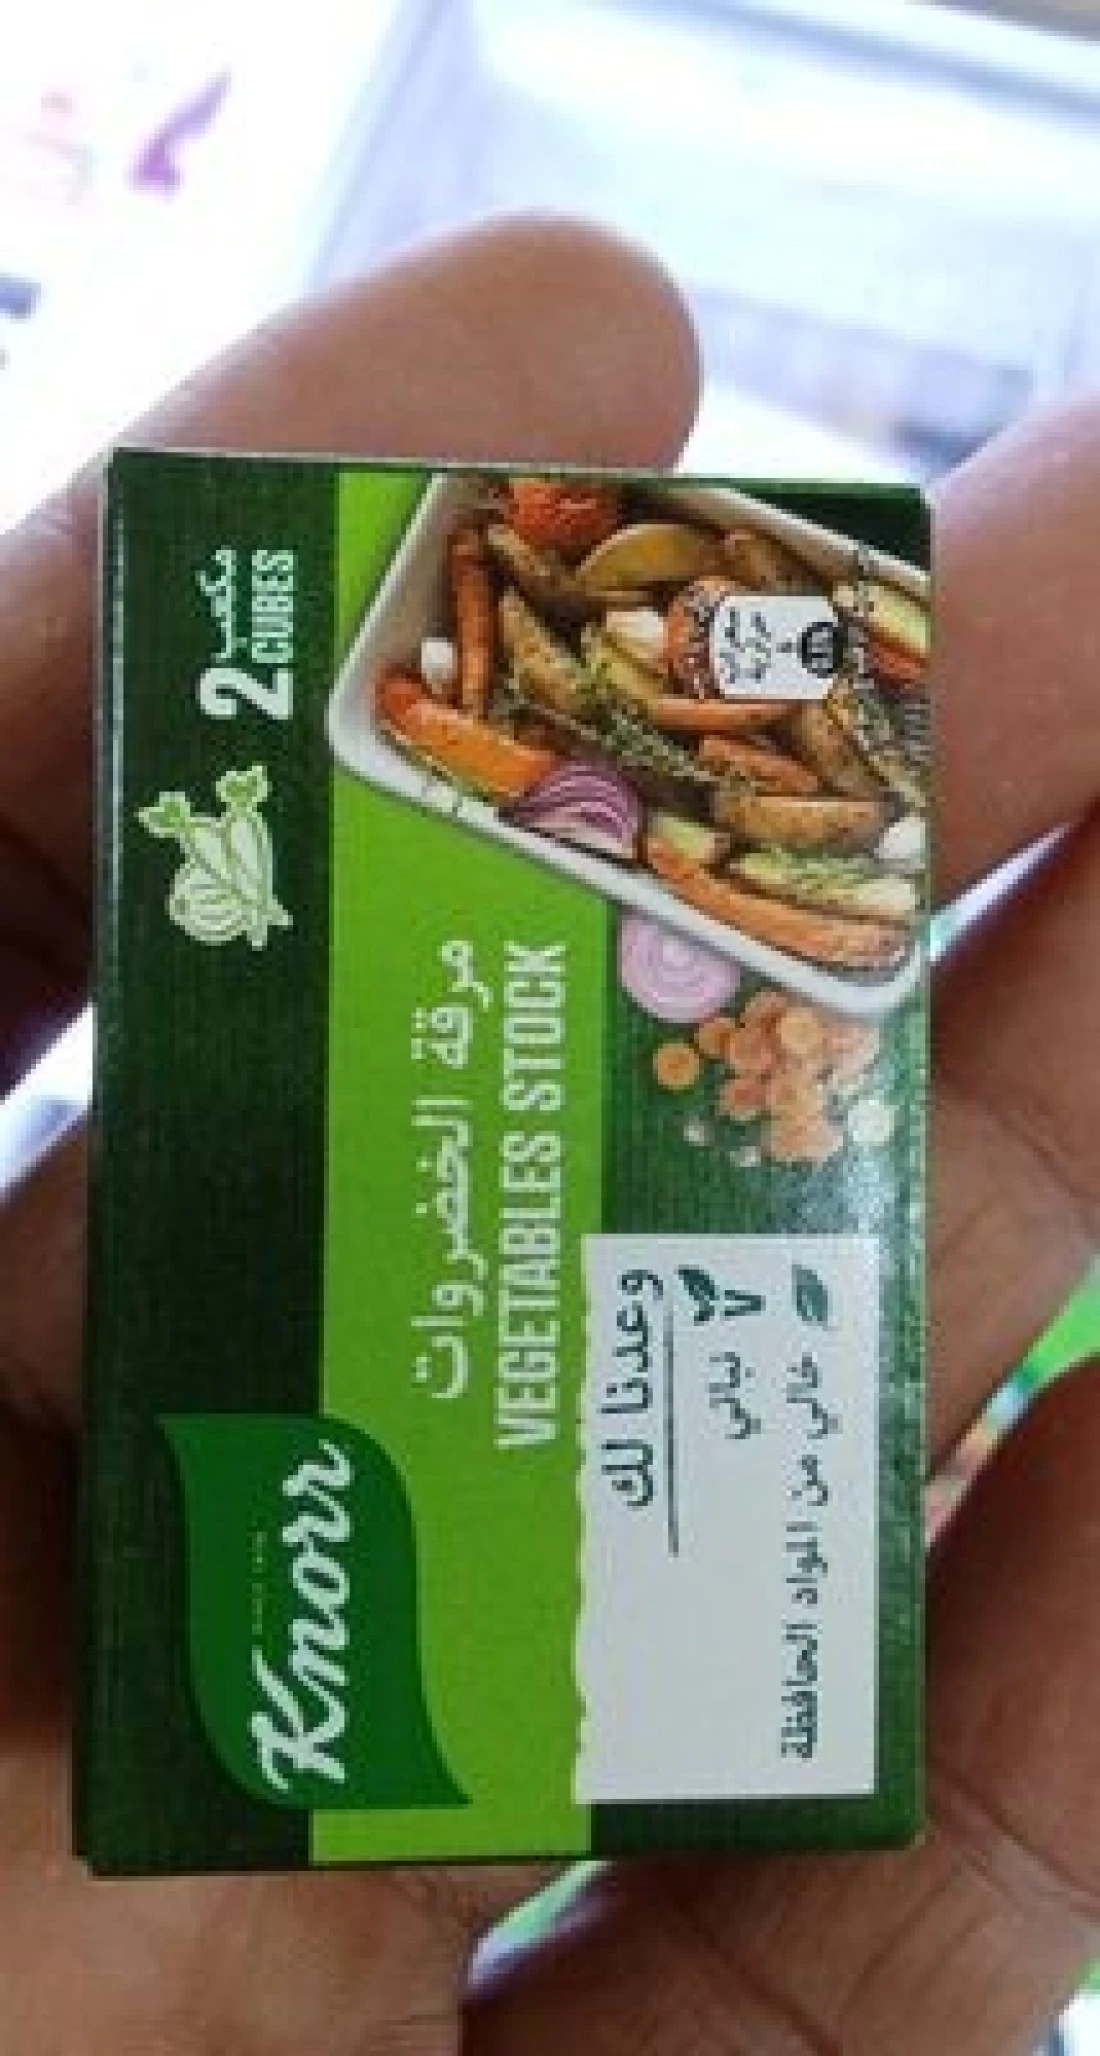 Knorr
2 مكعب
CUBES
مرقة الخضروات
VEGETABLES STOCK
وعدنا لك
نباتي
خالي من المواد الحافظة